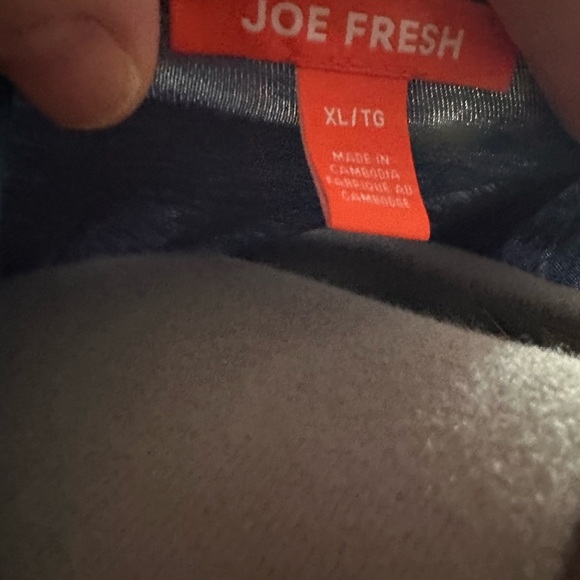 JOE FRESH
XL/TG
MADE IN
CAMBODIA
FABRIQUÉ AU
CAMBODGE